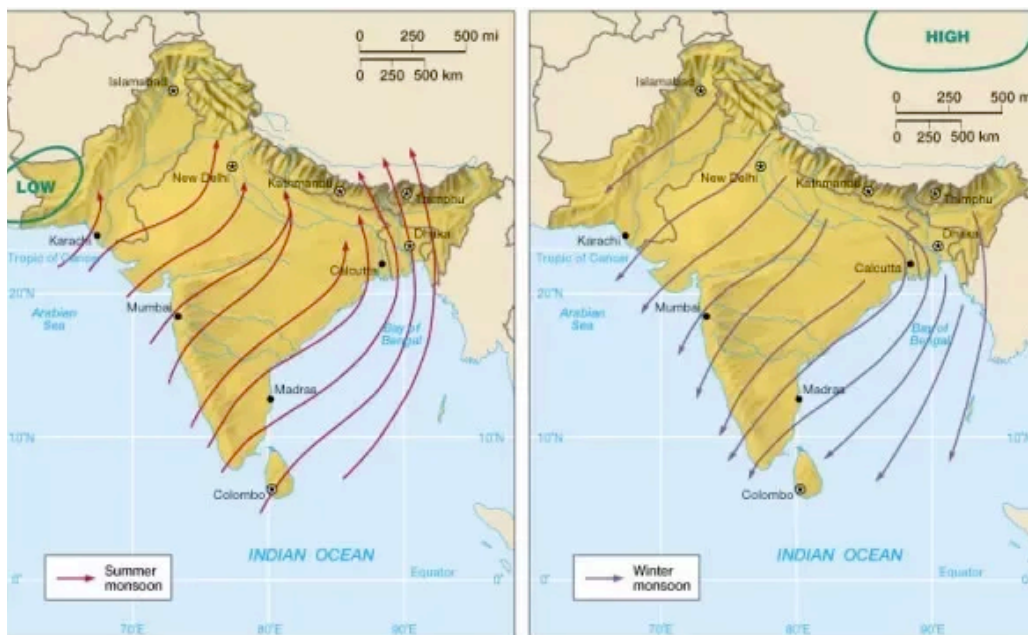 0 250 500 mi
0 250 500 km
Islamabad
LOW
New Delhi
Kathmandu
Thimphu
Karachi
Dhaka
Tropic of Cancer
Calcutta
20°N
Arabian
Sea
Mumbai
Bay of
Bengal
Madras
10°N
10°N
Colombo
INDIAN OCEAN
Summer
monsoon
Equator
0°
0°
70°E
80°E
90°E
HIGH
0 250 500 mi
0 250 500 km
Islamabad
New Delhi
Kathmandu
Thimphu
Karachi
Dhaka
Tropic of Cancer
Calcutta
20°N
Arabian
Sea
Mumbai
Bay of
Bengal
Madras
10°N
10°N
Colombo
INDIAN OCEAN
Winter
monsoon
Equator
0°
0°
70°E
80°E
90°E